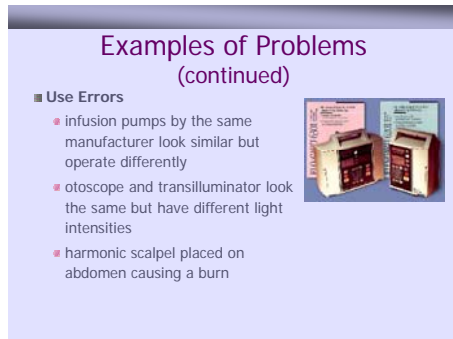 Examples of Problems
(continued)
Use Errors
infusion pumps by the same
manufacturer look similar but
operate differently
otoscope and transilluminator look
the same but have different light
intensities
harmonic scalpel placed on
abdomen causing a burn